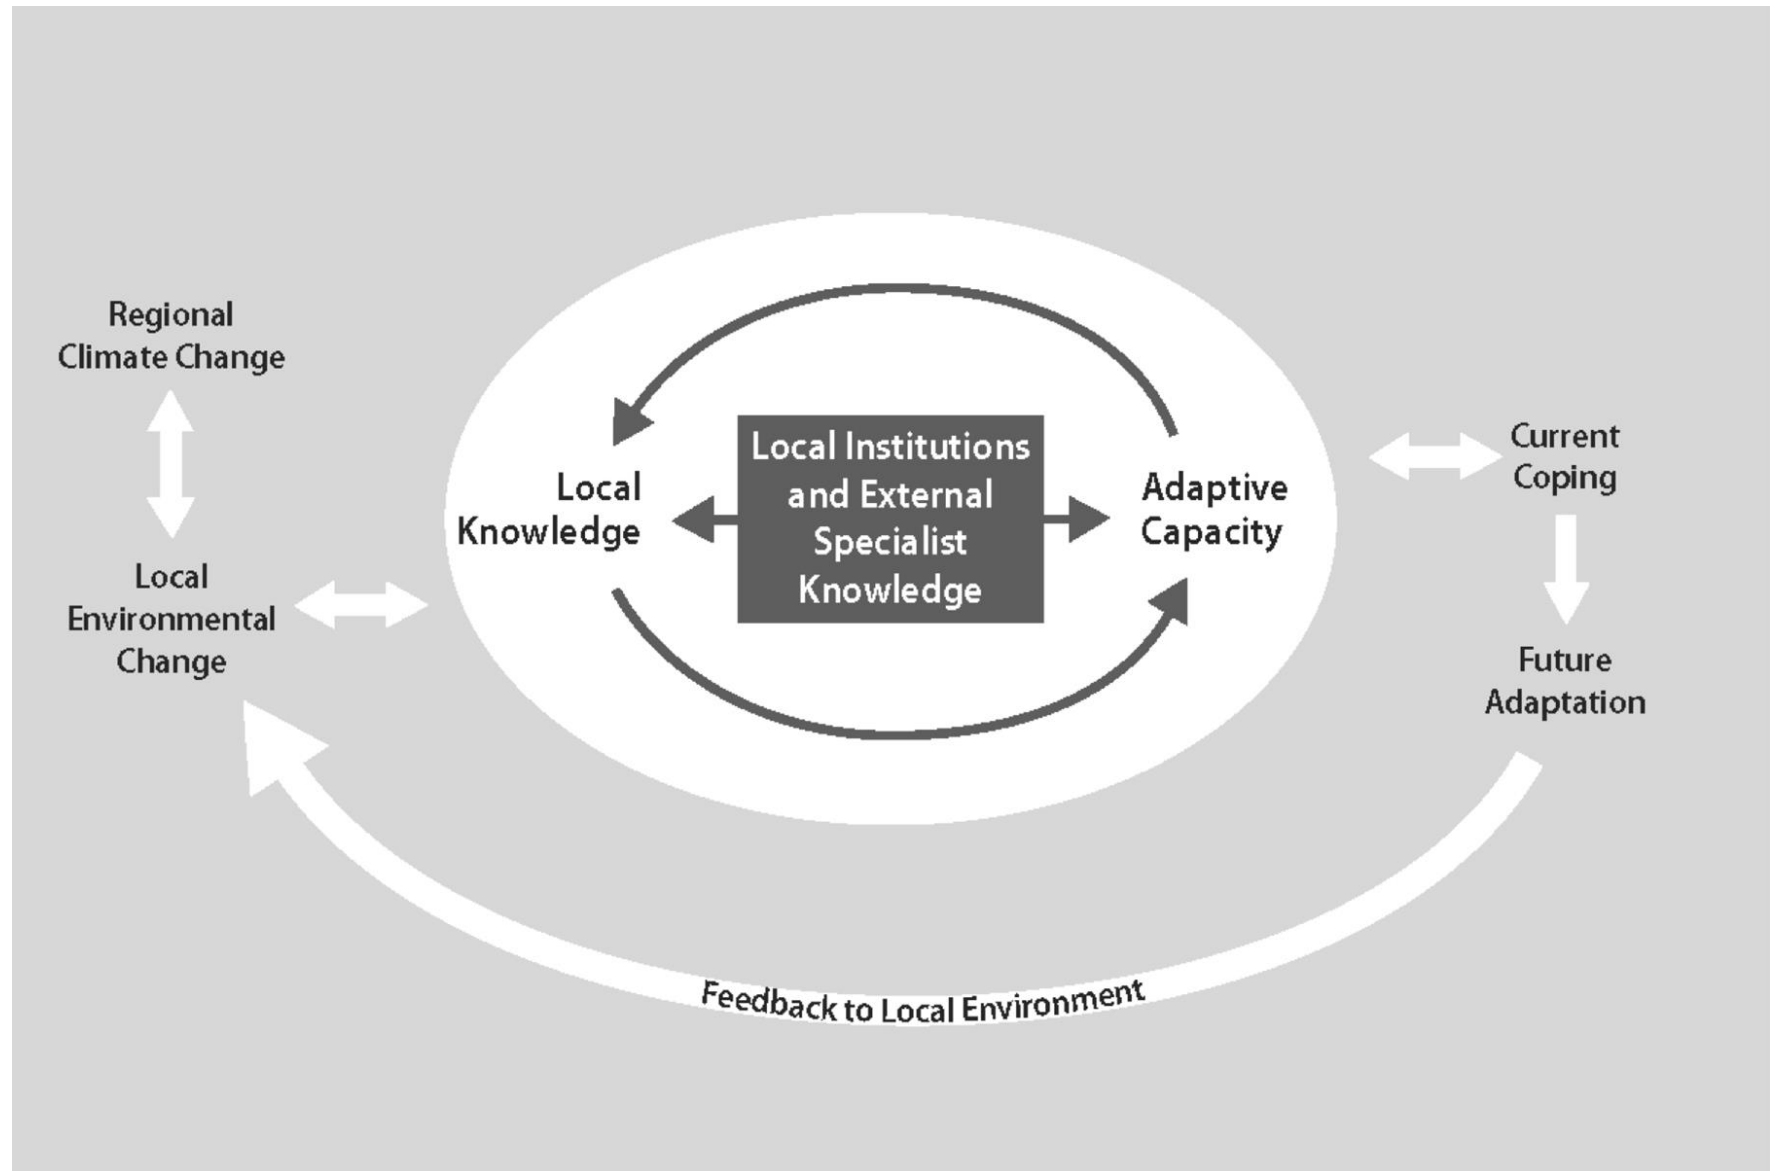 Regional
Climate Change
Local
Environmental
Change
Local
Knowledge
Local Institutions
and External
Specialist
Knowledge
Adaptive
Capacity
Current
Coping
Future
Adaptation
Feedback to Local Environment